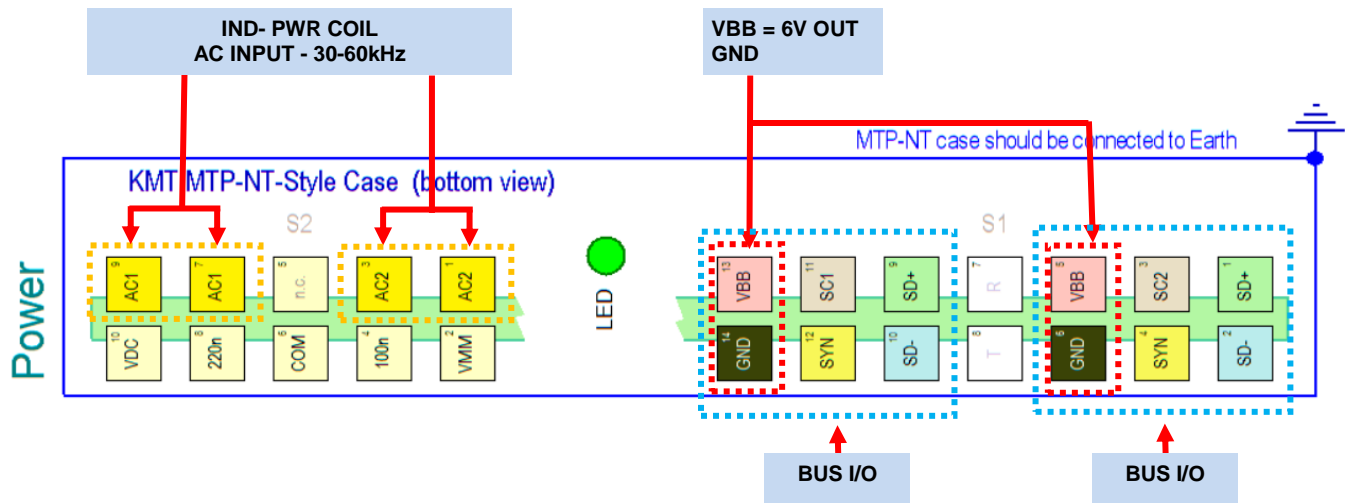 IND- PWR COIL
AC INPUT - 30-60kHz
VBB = 6V OUT
GND
MTP-NT case should be connected to Earth
KMT MTP-NT-Style Case (bottom view)
S2
S1
Power
9 AC1
7 AC1
5 n.c.
3 AC2
1 AC2
10 VDC
8 220n
6 COM
4 100n
2 VMM
LED
13 VBB
11 SC1
9 SD+
7 R
5 VBB
3 SC2
1 SD+
14 GND
12 SYN
10 SD-
8 T
6 GND
4 SYN
2 SD-
BUS I/O
BUS I/O